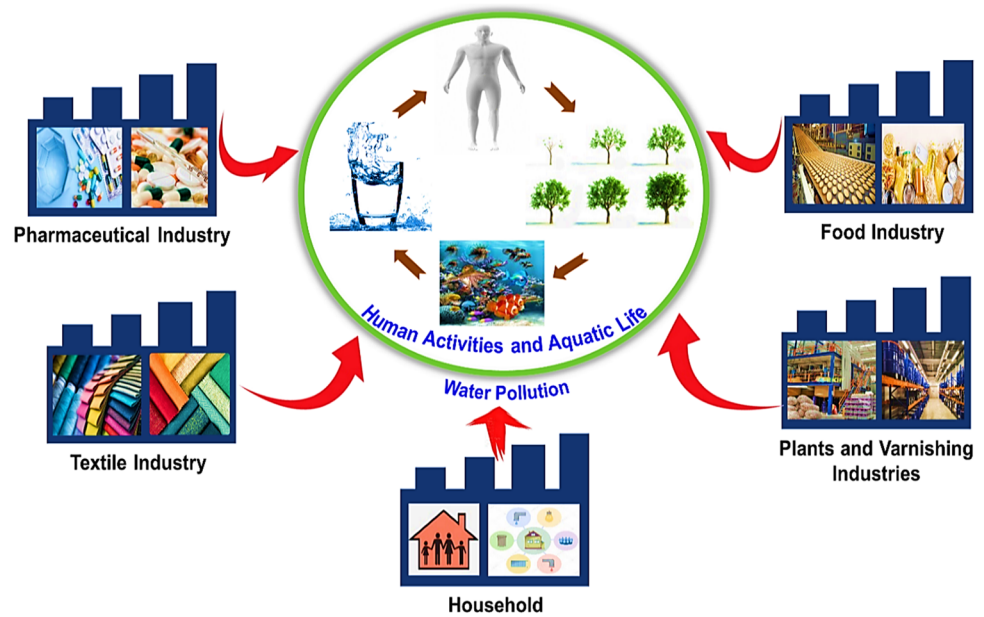 Pharmaceutical Industry
Food Industry
Human Activities and Aquatic Life
Water Pollution
Textile Industry
Plants and Varnishing
Industries
Household